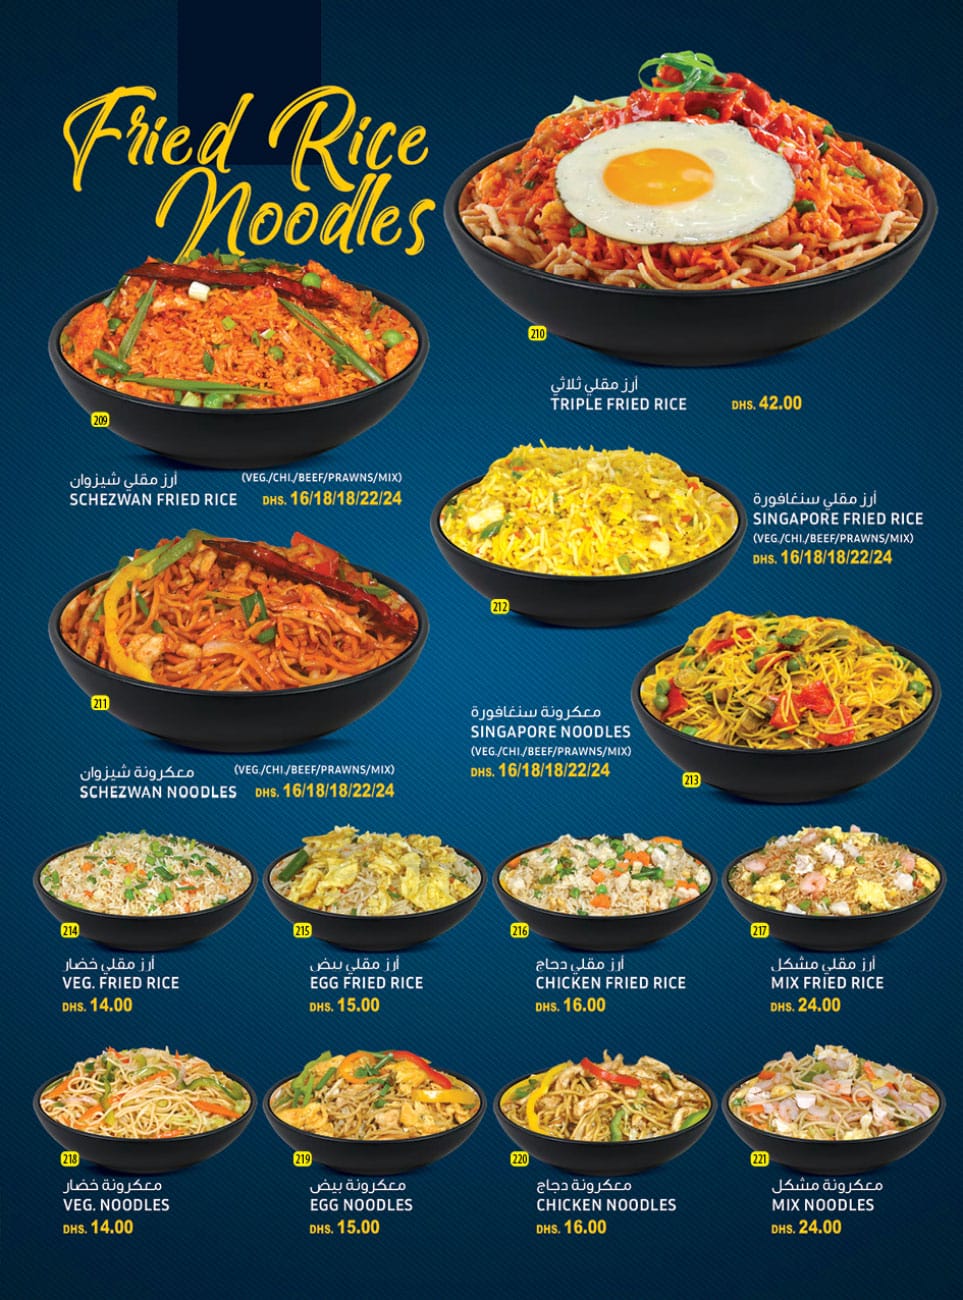 Fried Rice
Noodles
210
أرز مقلي ثلاثي
TRIPLE FRIED RICE DHS. 42.00
209
أرز مقلي شيزوان (VEG./CHI./BEEF/PRAWNS/MIX)
SCHEZWAN FRIED RICE DHS. 16/18/18/22/24
212
أرز مقلي سنغافورة
SINGAPORE FRIED RICE
(VEG./CHI./BEEF/PRAWNS/MIX)
DHS. 16/18/18/22/24
211
معكرونة شيزوان (VEG./CHI./BEEF/PRAWNS/MIX)
SCHEZWAN NOODLES DHS. 16/18/18/22/24
213
معكرونة سنغافورة
SINGAPORE NOODLES
(VEG./CHI./BEEF/PRAWNS/MIX)
DHS. 16/18/18/22/24
214
أرز مقلي خضار
VEG. FRIED RICE
DHS. 14.00
215
أرز مقلي بيض
EGG FRIED RICE
DHS. 15.00
216
أرز مقلي دجاج
CHICKEN FRIED RICE
DHS. 16.00
217
أرز مقلي مشكل
MIX FRIED RICE
DHS. 24.00
218
معكرونة خضار
VEG. NOODLES
DHS. 14.00
219
معكرونة بيض
EGG NOODLES
DHS. 15.00
220
معكرونة دجاج
CHICKEN NOODLES
DHS. 16.00
221
معكرونة مشكل
MIX NOODLES
DHS. 24.00